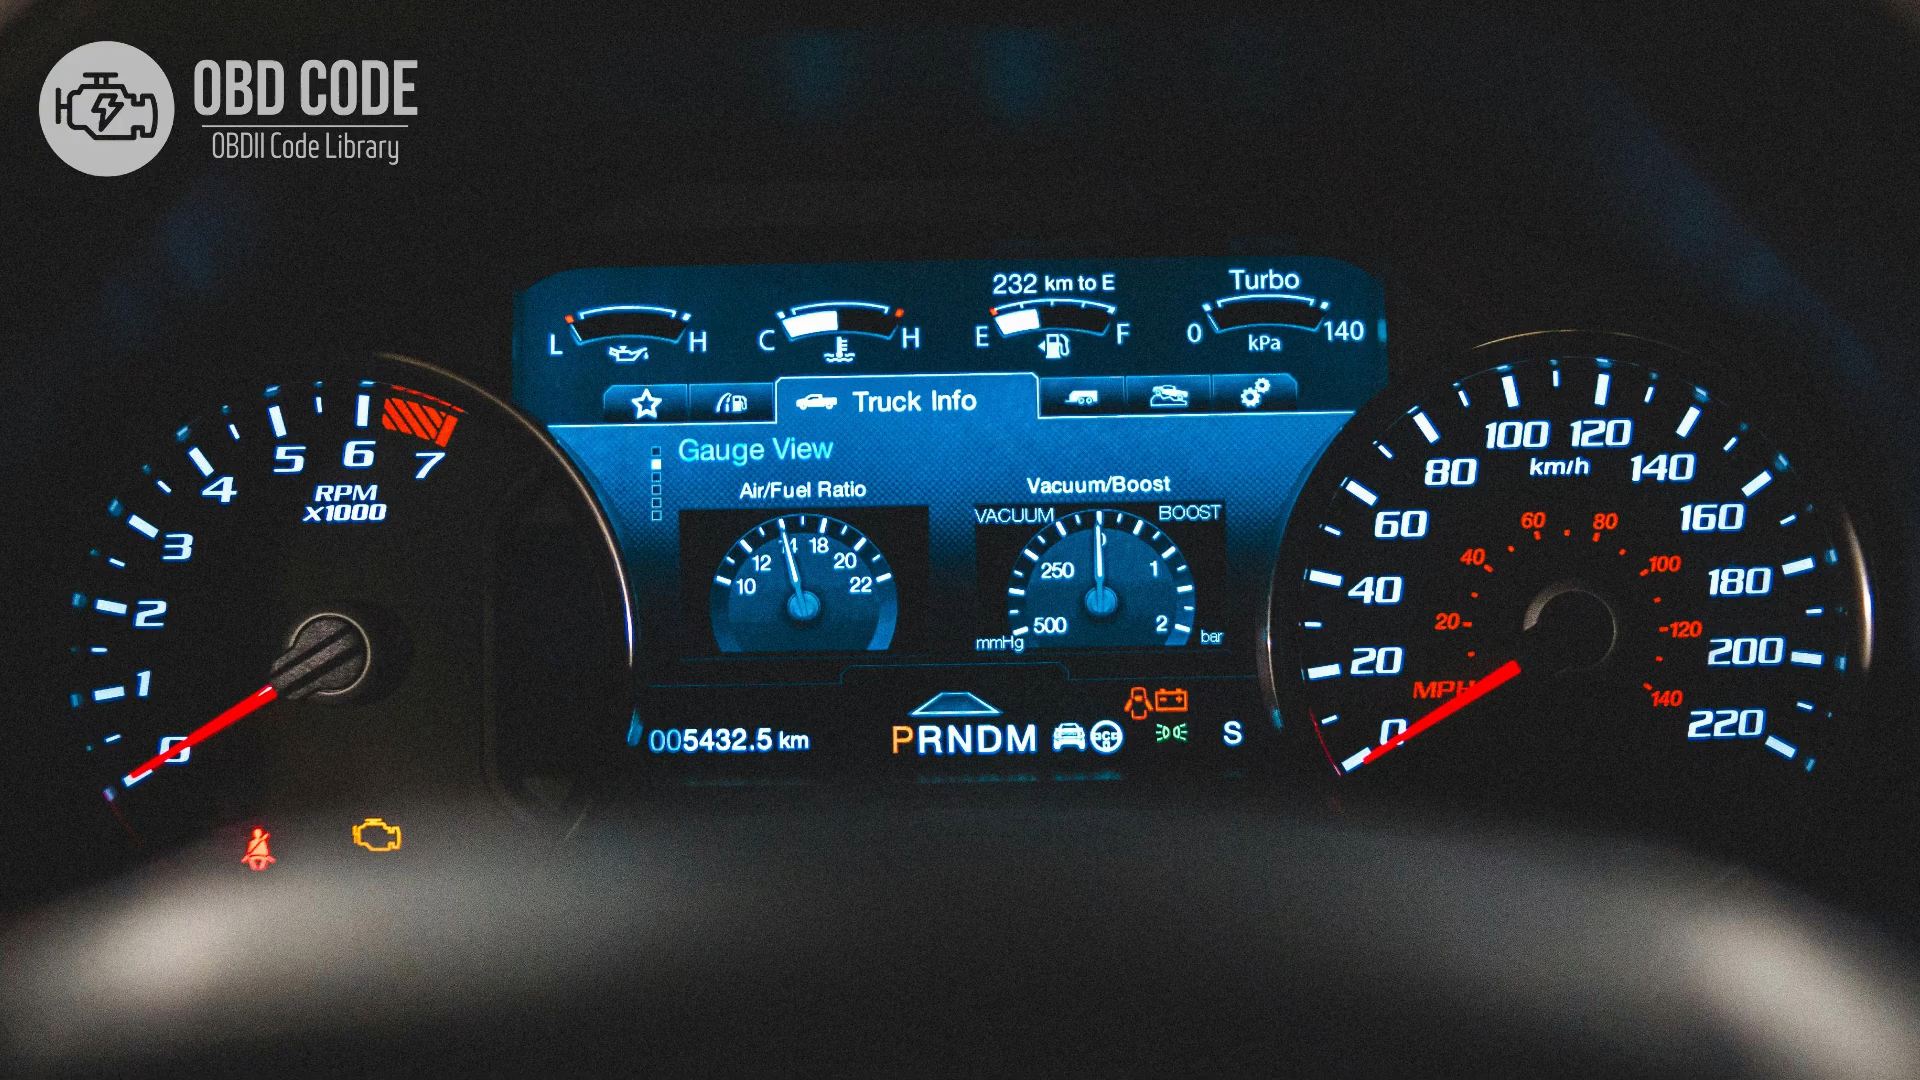 OBD CODE
OBDII Code Library
232 km to E
Turbo
L H
C H
E F
0 140
kPa
Truck Info
Gauge View
Air/Fuel Ratio
10 12 14 18 20 22
Vacuum/Boost
VACUUM BOOST
500 250 0 1 2
mmHg bar
005432.5 km
PRNDM
S
0 1 2 3 4 5 6 7
RPM
X1000
0 20 40 60 80 100 120 140 160 180 200 220
km/h
20 40 60 80 100 120 140
MPH